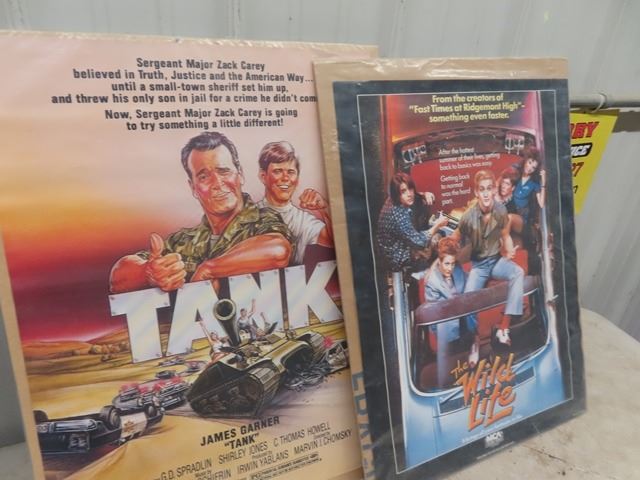 Sergeant Major Zack Carey
believed in Truth, Justice and the American Way...
until a small-town sheriff set him up,
and threw his only son in jail for a crime he didn't com
Now, Sergeant Major Zack Carey is going
to try something a little different!
TANK
JAMES GARNER
"TANK"
G.D. SPRADLIN SHIRLEY JONES C. THOMAS HOWELL
IRWIN YABLANS MARVIN J. CHOMSKY
From the creators of
"Fast Times at Ridgemont High"-
something even faster.
After the hottest
summer of their lives, getting
back to basics was easy.
Getting back
to normal
was the hard
part.
The
Wild
Life